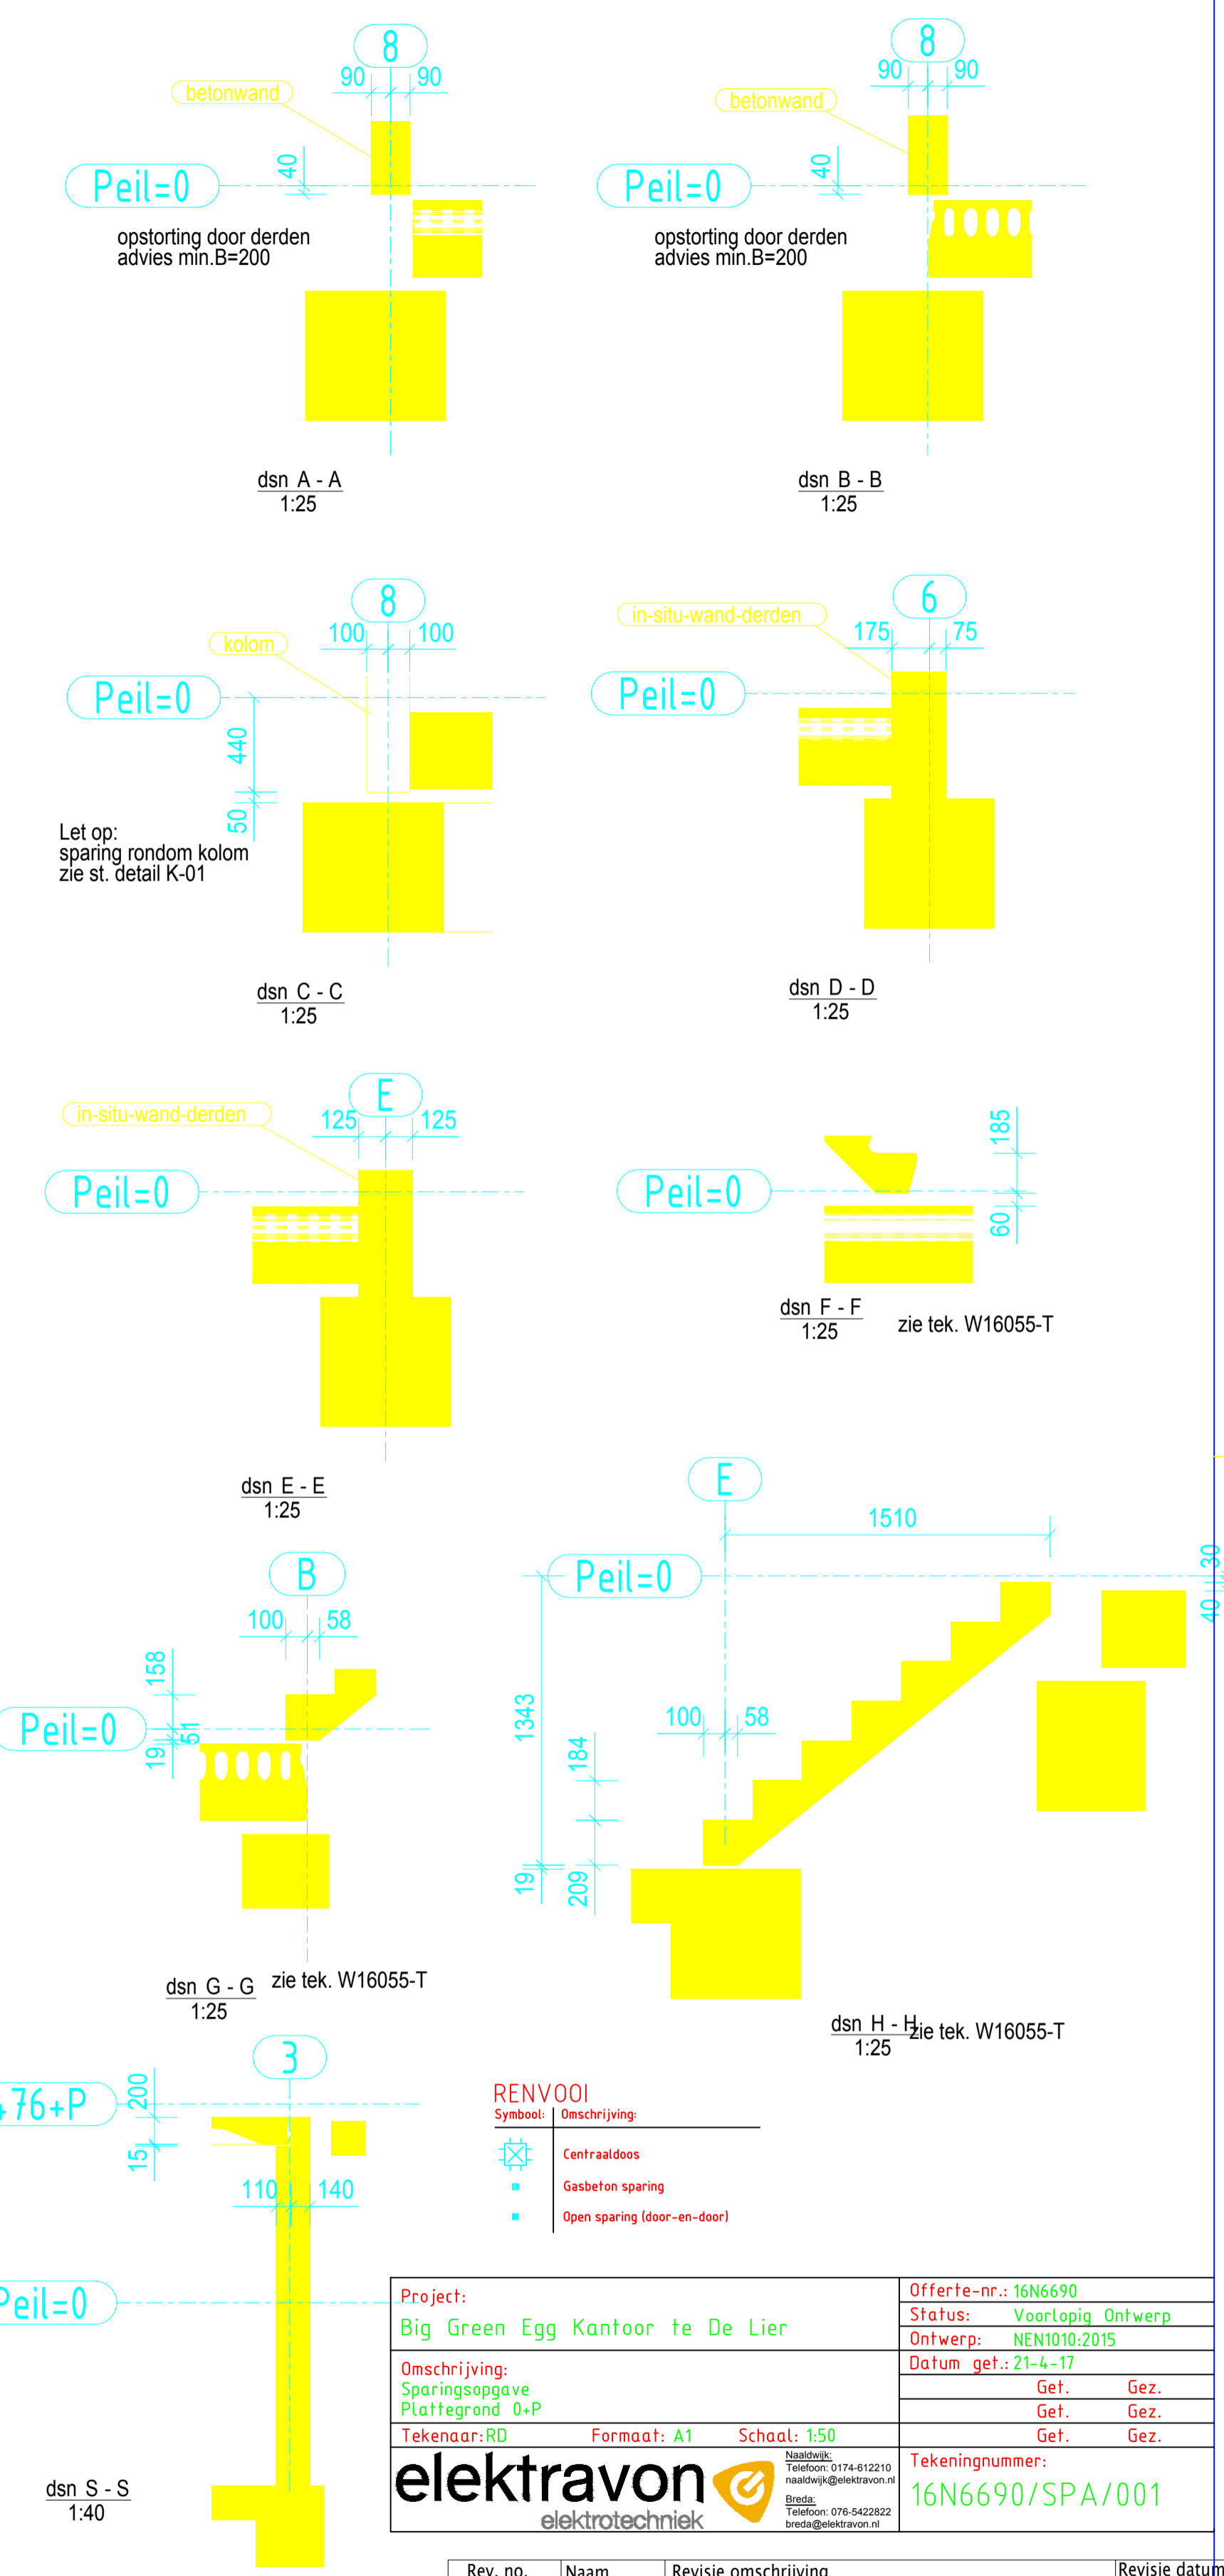 8
8
90 90
90 90
betonwand
betonwand
40
40
Peil=0
Peil=0
opstorting door derden
advies min.B=200
opstorting door derden
advies min.B=200
dsn A - A
1:25
dsn B - B
1:25
8
6
kolom
in-situ-wand-derden
100 100
175 75
Peil=0
Peil=0
440
50
Let op:
sparing rondom kolom
zie st. detail K-01
dsn C - C
1:25
dsn D - D
1:25
E
in-situ-wand-derden
125 125
185
Peil=0
Peil=0
60
dsn F - F
1:25
zie tek. W16055-T
dsn E - E
1:25
E
1510
B
Peil=0
30
40
100 58
158
Peil=0
51
19
1343
100 58
184
19
209
dsn G - G
1:25
zie tek. W16055-T
dsn H - H
1:25
zie tek. W16055-T
3
76+P
200
15
110 140
Peil=0
dsn S - S
1:40
RENVOOI
Symbool: Omschrijving:
Centraaldoos
Gasbeton sparing
Open sparing (door-en-door)
Project:
Big Green Egg Kantoor te De Lier
Offerte-nr.: 16N6690
Status: Voorlopig Ontwerp
Ontwerp: NEN1010:2015
Datum get.: 21-4-17
Omschrijving:
Sparingsopgave
Plattegrond 0+P
Get. Gez.
Get. Gez.
Get. Gez.
Tekenaar: RD Formaat: A1 Schaal: 1:50
elektravon
elektrotechniek
Naaldwijk:
Telefoon: 0174-612210
naaldwijk@elektravon.nl
Breda:
Telefoon: 076-5422822
breda@elektravon.nl
Tekeningnummer:
16N6690/SPA/001
Rev. no. Naam Revisie omschrijving Revisie datum